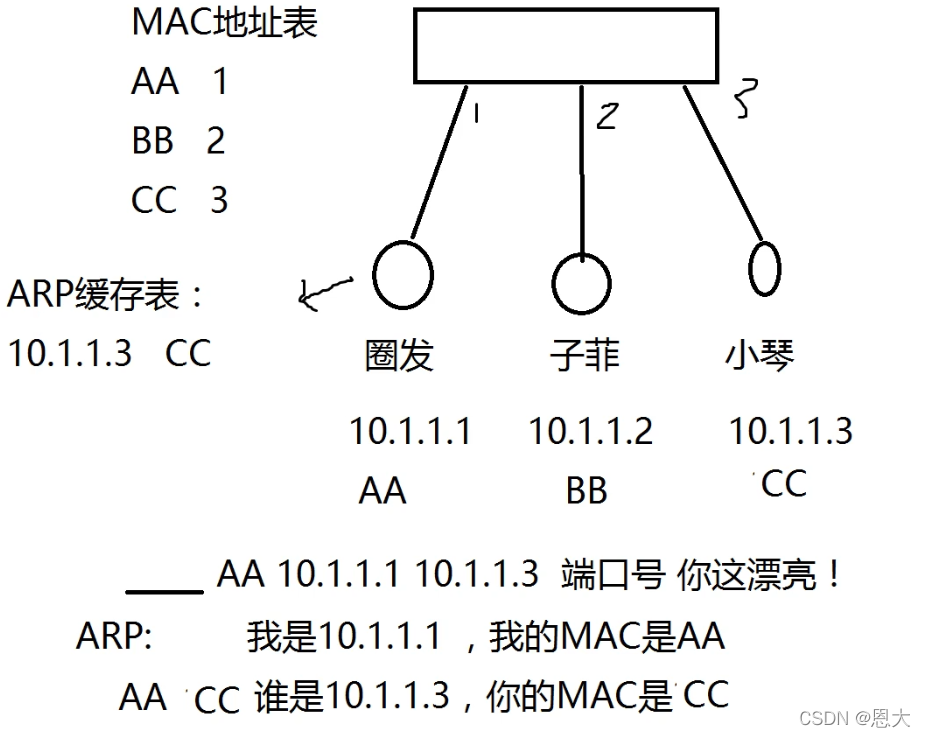 MAC地址表
AA 1
BB 2
CC 3
1 2 3
ARP缓存表：
10.1.1.3 CC
圈发 子菲 小琴
10.1.1.1 10.1.1.2 10.1.1.3
AA BB CC
AA 10.1.1.1 10.1.1.3 端口号 你这漂亮！
ARP: 我是10.1.1.1 ，我的MAC是AA
AA CC 谁是10.1.1.3，你的MAC是 CC
CSDN @恩大